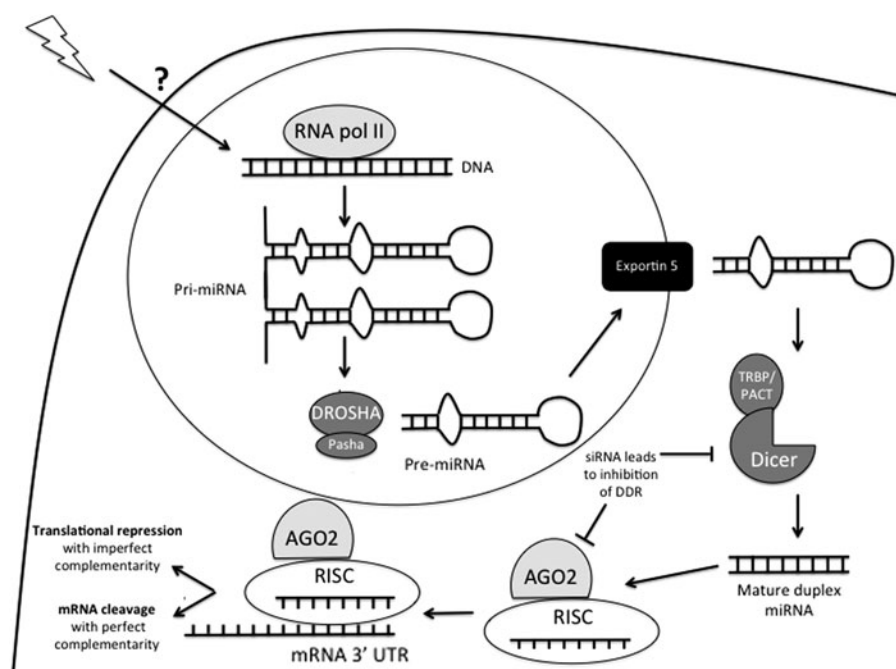 ?
RNA pol II
DNA
Pri-miRNA
Exportin 5
DROSHA
Pasha
Pre-miRNA
TRBP/
PACT
Dicer
siRNA leads
to inhibition
of DDR
Mature duplex
miRNA
AGO2
RISC
AGO2
RISC
mRNA 3' UTR
Translational repression
with imperfect
complementarity
mRNA cleavage
with perfect
complementarity